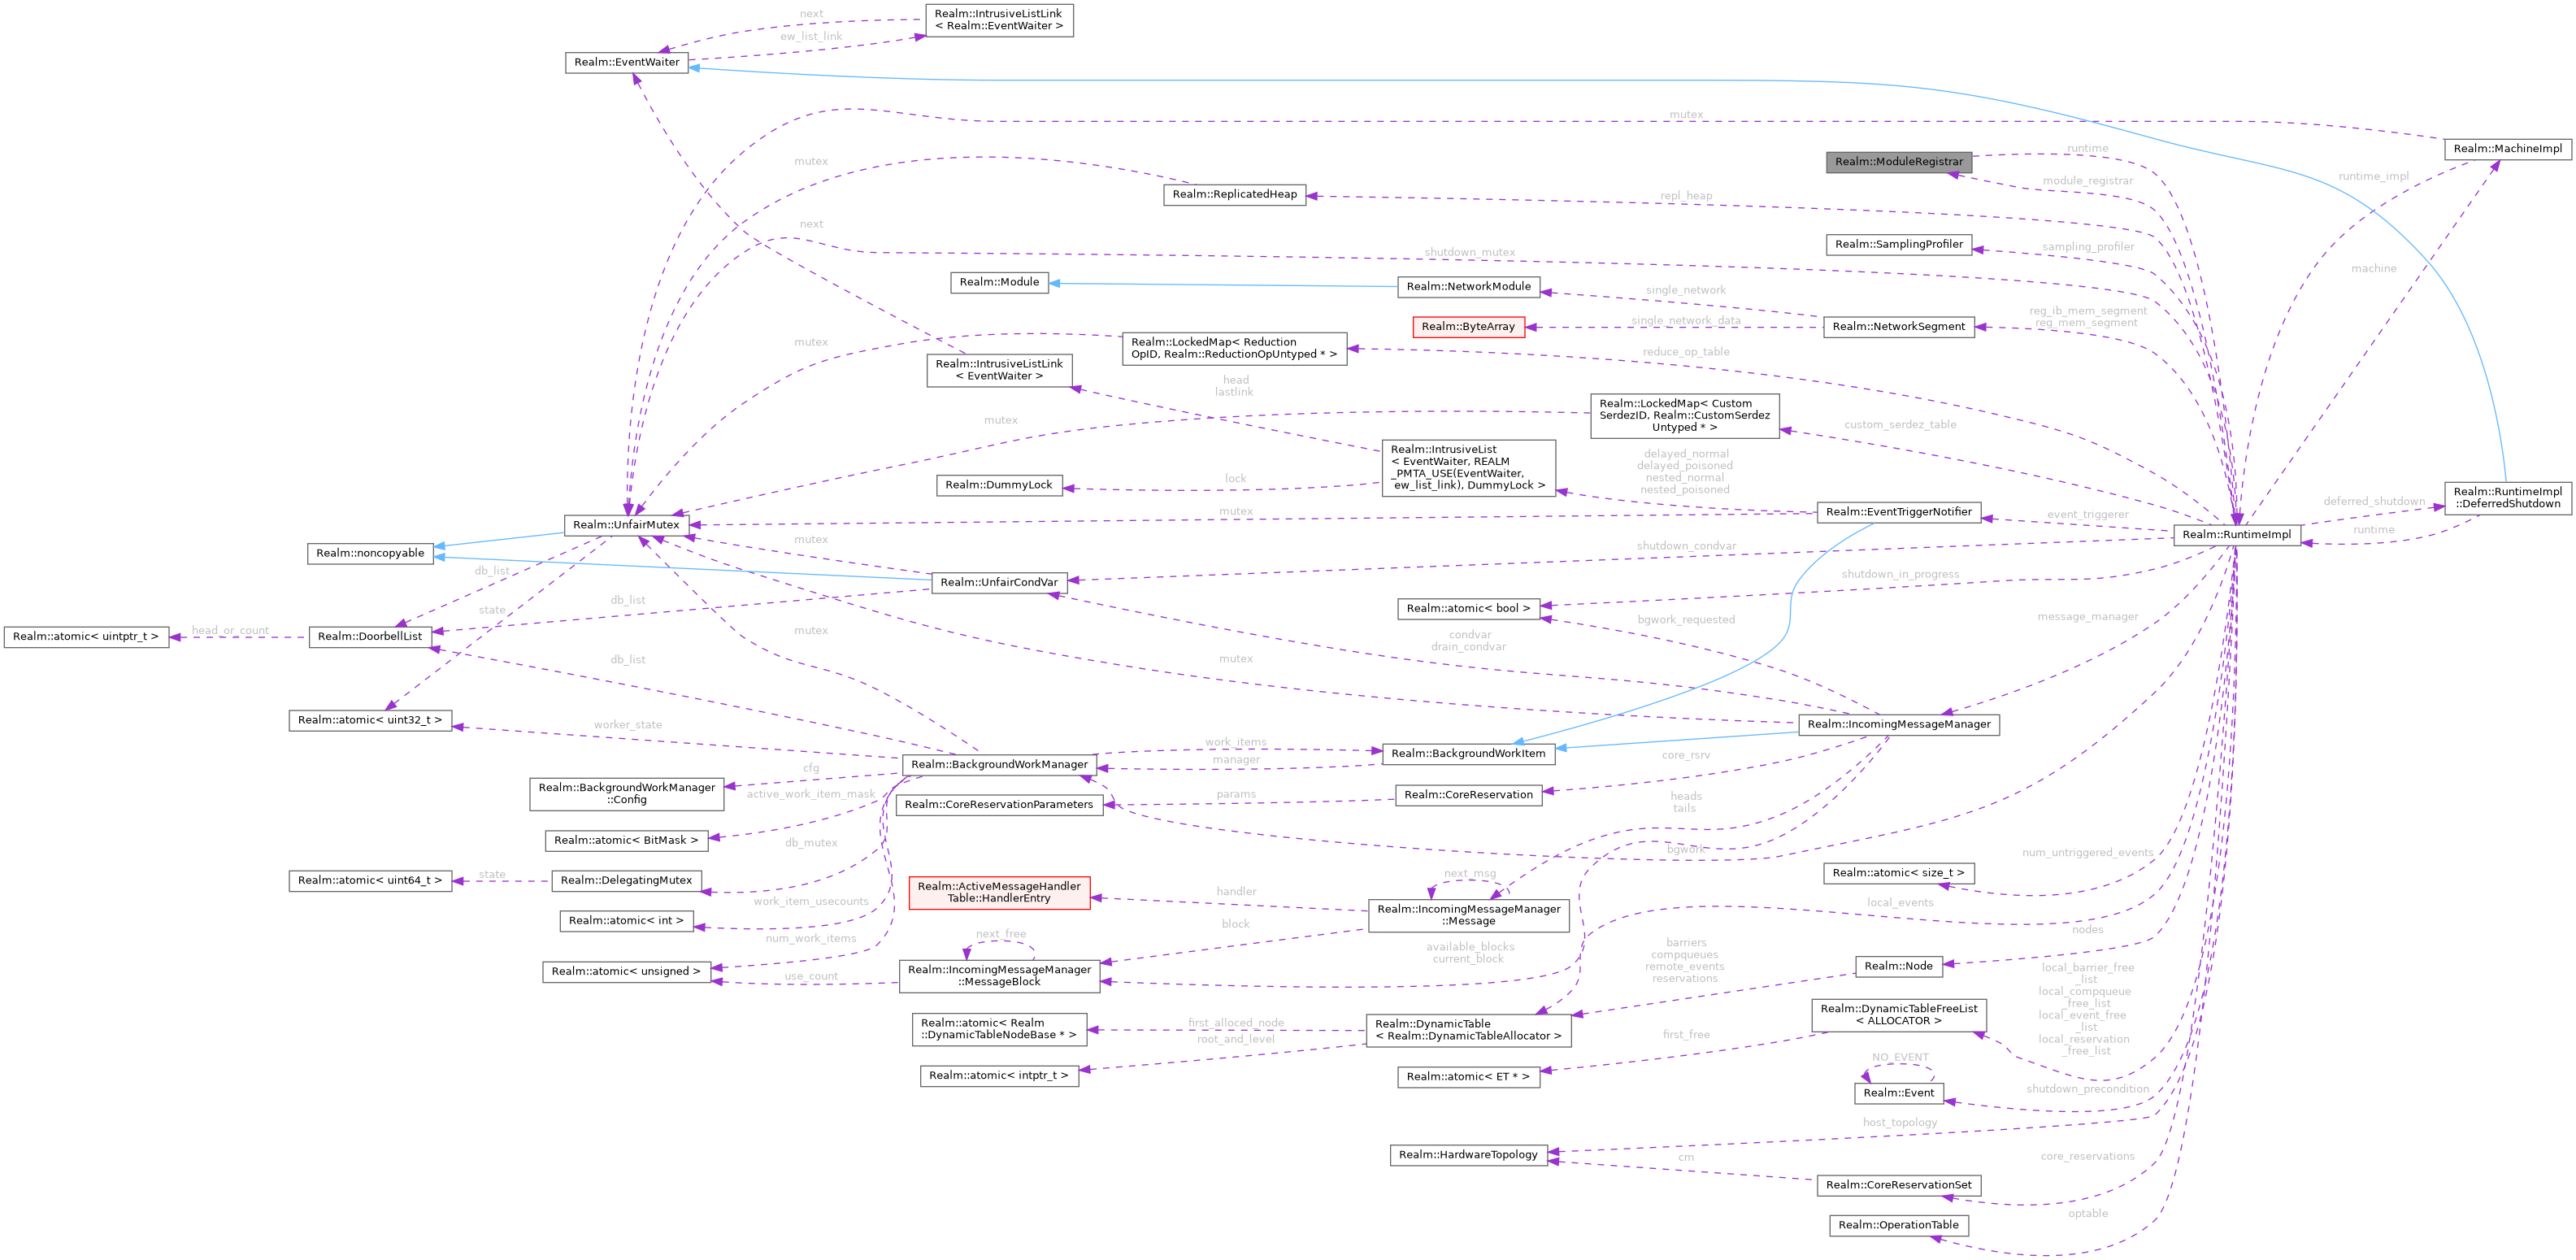 next
Realm::IntrusiveListLink
< Realm::EventWaiter >
ew_list_link
Realm::EventWaiter
mutex
Realm::MachineImpl
runtime
Realm::ModuleRegistrar
mutex
runtime_impl
module_registrar
Realm::ReplicatedHeap
repl_heap
next
sampling_profiler
Realm::SamplingProfiler
shutdown_mutex
machine
Realm::Module
Realm::NetworkModule
single_network
reg_ib_mem_segment
reg_mem_segment
Realm::ByteArray
single_network_data
Realm::NetworkSegment
mutex
Realm::LockedMap< Reduction
OpID, Realm::ReductionOpUntyped * >
reduce_op_table
Realm::IntrusiveListLink
< EventWaiter >
head
lastlink
Realm::LockedMap< Custom
SerdezID, Realm::CustomSerdez
Untyped * >
custom_serdez_table
mutex
Realm::IntrusiveList
< EventWaiter, REALM
_PMTA_USE(EventWaiter,
ew_list_link), DummyLock >
delayed_normal
delayed_poisoned
nested_normal
nested_poisoned
Realm::DummyLock
lock
Realm::RuntimeImpl
::DeferredShutdown
deferred_shutdown
mutex
Realm::EventTriggerNotifier
event_triggerer
Realm::UnfairMutex
runtime
Realm::RuntimeImpl
mutex
shutdown_condvar
Realm::noncopyable
db_list
shutdown_in_progress
Realm::UnfairCondVar
db_list
state
Realm::atomic< bool >
bgwork_requested
message_manager
Realm::atomic< uintptr_t >
head_or_count
Realm::DoorbellList
mutex
condvar
drain_condvar
db_list
mutex
Realm::atomic< uint32_t >
worker_state
Realm::IncomingMessageManager
work_items
Realm::BackgroundWorkItem
core_rsrv
manager
Realm::BackgroundWorkManager
cfg
Realm::BackgroundWorkManager
::Config
active_work_item_mask
Realm::CoreReservationParameters
params
Realm::CoreReservation
heads
tails
Realm::atomic< BitMask >
db_mutex
bgwork
num_untriggered_events
Realm::atomic< size_t >
next_msg
Realm::atomic< uint64_t >
state
Realm::DelegatingMutex
Realm::ActiveMessageHandler
Table::HandlerEntry
handler
work_item_usecounts
local_events
Realm::IncomingMessageManager
::Message
Realm::atomic< int >
block
nodes
next_free
num_work_items
available_blocks
current_block
barriers
compqueues
remote_events
reservations
Realm::Node
Realm::atomic< unsigned >
use_count
Realm::IncomingMessageManager
::MessageBlock
local_barrier_free
_list
local_compqueue
_free_list
local_event_free
_list
local_reservation
_free_list
Realm::DynamicTableFreeList
< ALLOCATOR >
Realm::atomic< Realm
::DynamicTableNodeBase * >
first_alloced_node
root_and_level
Realm::DynamicTable
< Realm::DynamicTableAllocator >
first_free
NO_EVENT
Realm::atomic< intptr_t >
Realm::atomic< ET * >
Realm::Event
shutdown_precondition
host_topology
Realm::HardwareTopology
cm
core_reservations
Realm::CoreReservationSet
optable
Realm::OperationTable